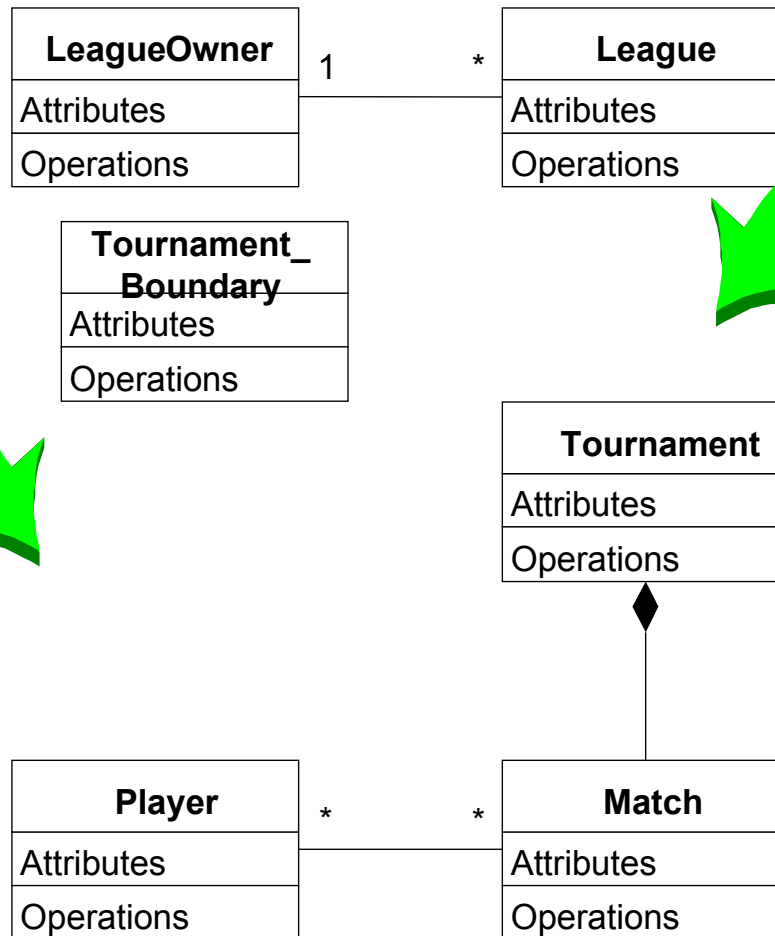 LeagueOwner
Attributes
Operations
1
*
League
Attributes
Operations
Tournament_
Boundary
Attributes
Operations
Tournament
Attributes
Operations
Player
Attributes
Operations
*
*
Match
Attributes
Operations